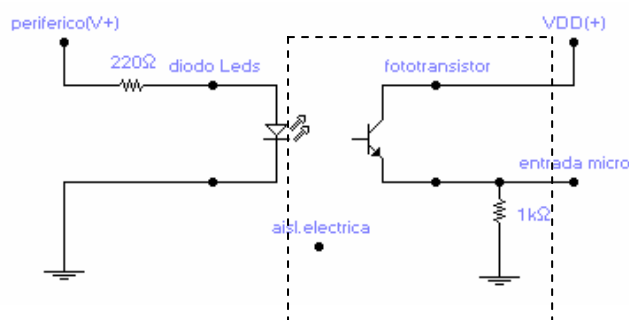 periferico(V+)
VDD(+)
220Ω
diodo Leds
fototransistor
entrada micro
1kΩ
aisl.electrica